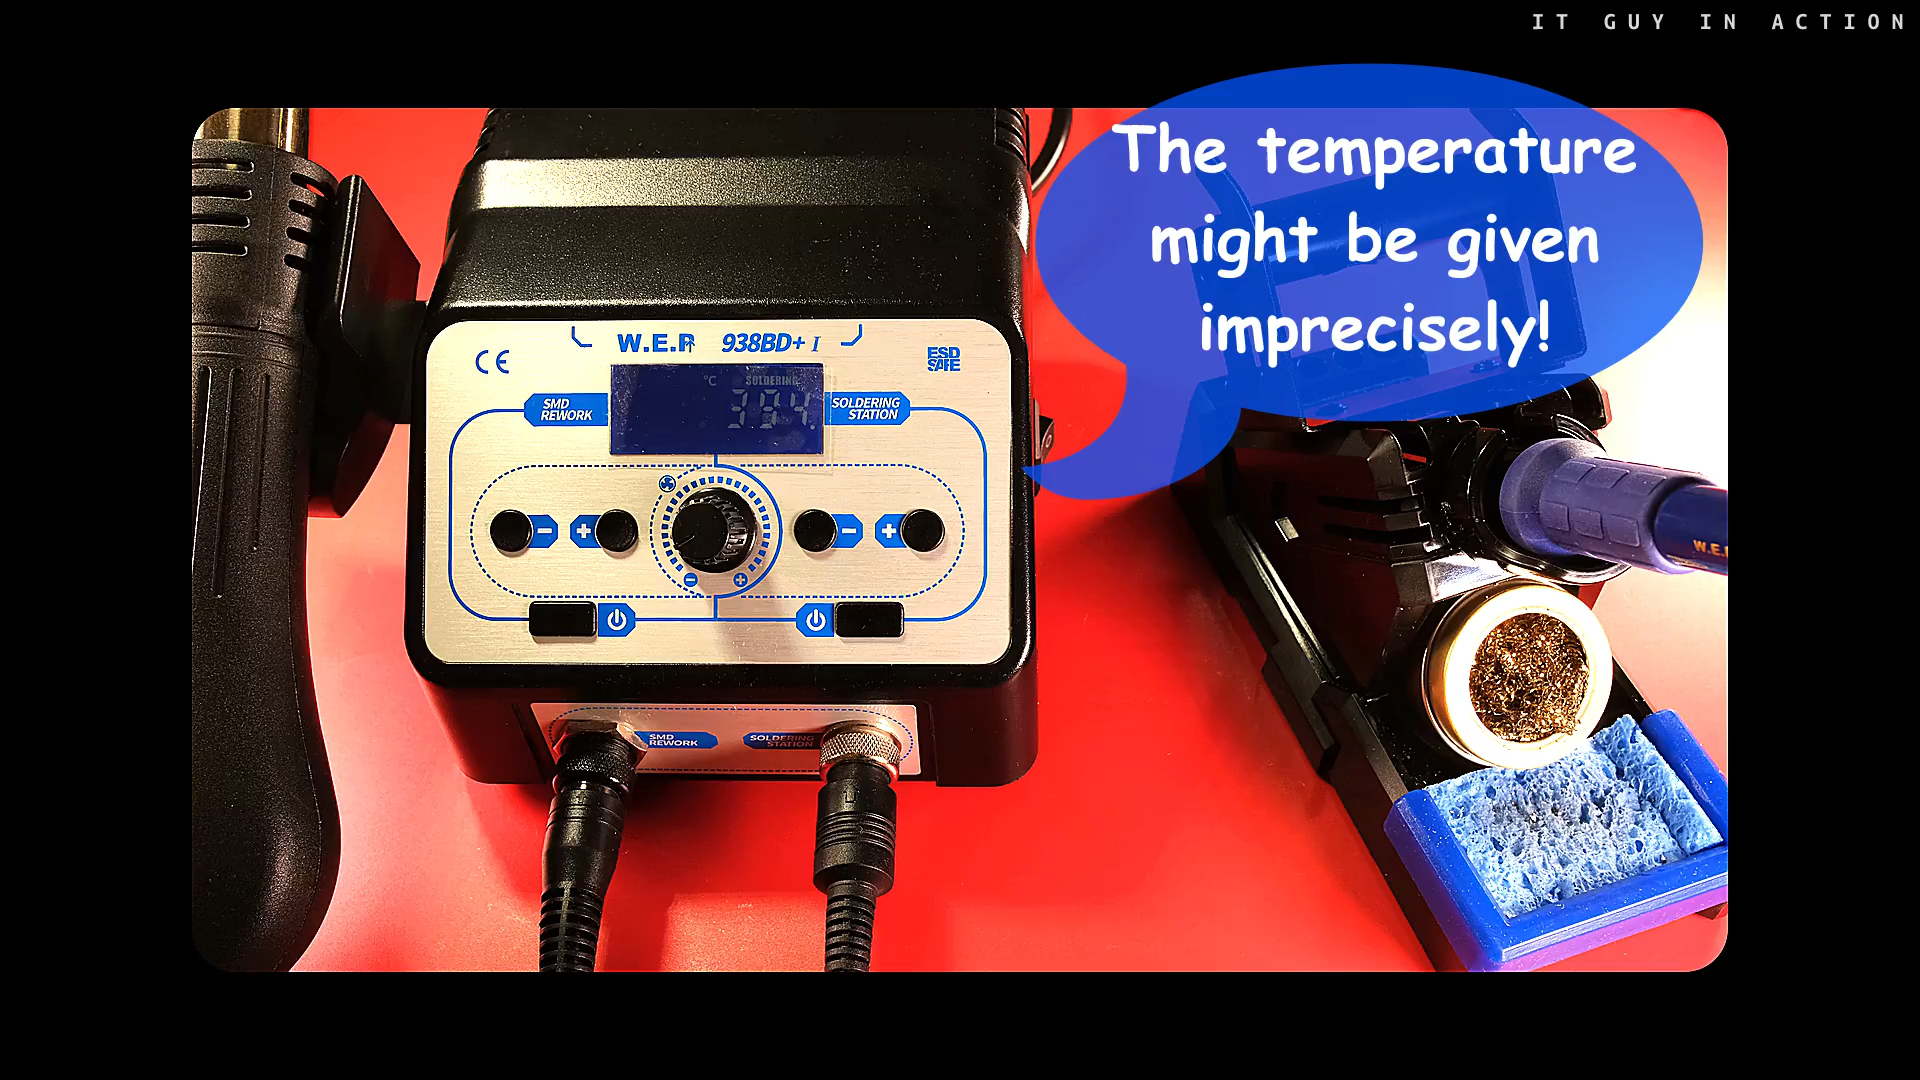 IT GUY IN ACTION
The temperature
might be given
imprecisely!
W.E.P 938BD+ I
CE
ESD
SAFE
°C SOLDERING
394
SMD
REWORK
SOLDERING
STATION
SMD
REWORK
SOLDERING
STATION